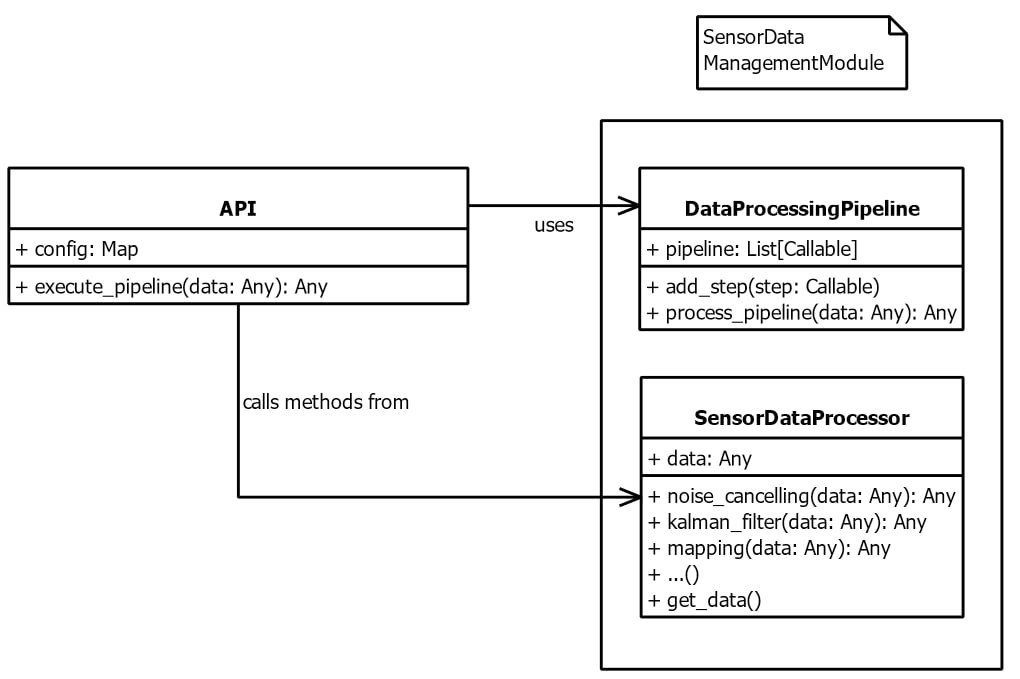 SensorData
ManagementModule
API
+ config: Map
+ execute_pipeline(data: Any): Any
uses
DataProcessingPipeline
+ pipeline: List[Callable]
+ add_step(step: Callable)
+ process_pipeline(data: Any): Any
calls methods from
SensorDataProcessor
+ data: Any
+ noise_cancelling(data: Any): Any
+ kalman_filter(data: Any): Any
+ mapping(data: Any): Any
+ ...()
+ get_data()